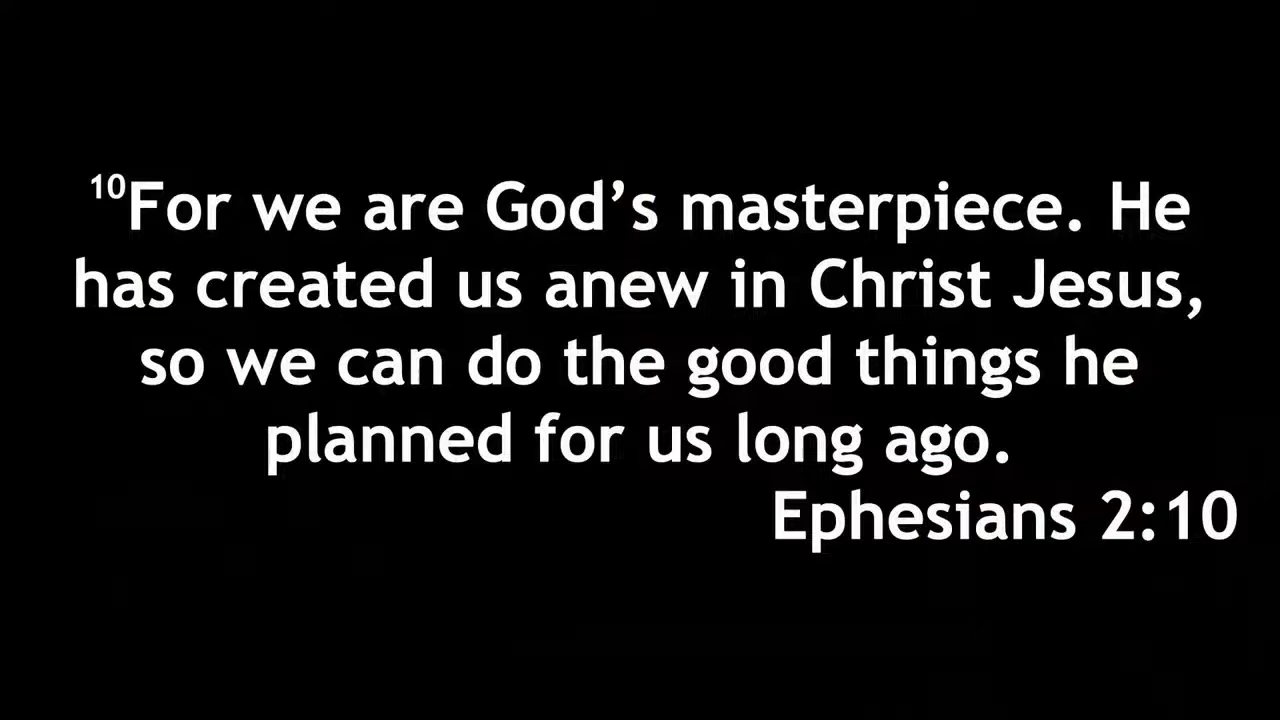 ¹⁰For we are God’s masterpiece. He
has created us anew in Christ Jesus,
so we can do the good things he
planned for us long ago.
Ephesians 2:10